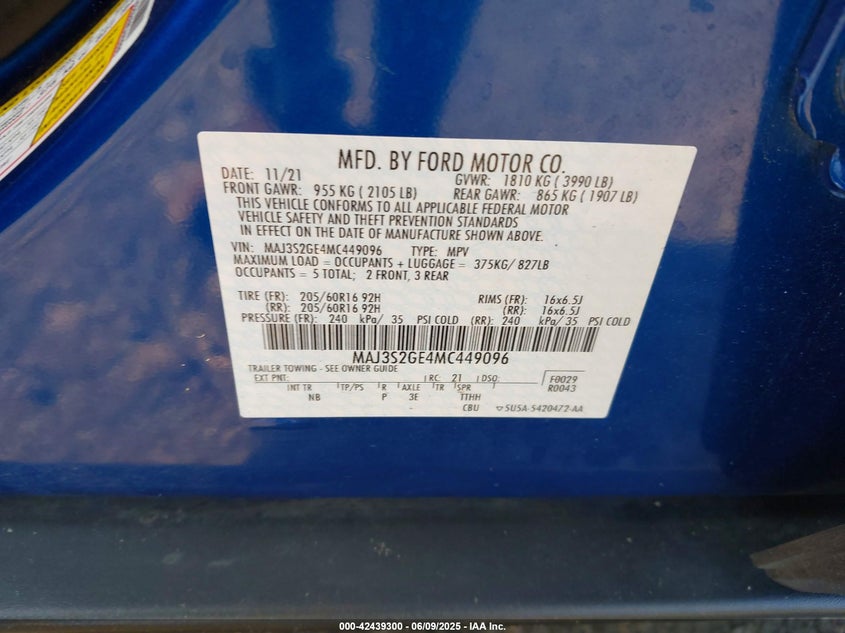 MFD. BY FORD MOTOR CO.
DATE: 11/21 GVWR: 1810 KG ( 3990 LB)
FRONT GAWR: 955 KG ( 2105 LB) REAR GAWR: 865 KG ( 1907 LB)
THIS VEHICLE CONFORMS TO ALL APPLICABLE FEDERAL MOTOR
VEHICLE SAFETY AND THEFT PREVENTION STANDARDS
IN EFFECT ON THE DATE OF MANUFACTURE SHOWN ABOVE.
VIN: MAJ3S2GE4MC449096 TYPE: MPV
MAXIMUM LOAD = OCCUPANTS + LUGGAGE = 375KG/ 827LB
OCCUPANTS = 5 TOTAL; 2 FRONT, 3 REAR
TIRE (FR): 205/60R16 92H RIMS (FR): 16x6.5J
(RR): 205/60R16 92H (RR): 16x6.5J
PRESSURE (FR): 240 kPa/ 35 PSI COLD (RR): 240 kPa/ 35 PSI COLD
MAJ3S2GE4MC449096
TRAILER TOWING - SEE OWNER GUIDE
EXT PNT: RC: 21 DSO: F0029
INT TR TP/PS R AXLE TR SPR R0043
NB P 3E TTHH
- CBU SU5A-5420472-AA
000-42439300 | 06/09/2025 - IAA Inc.